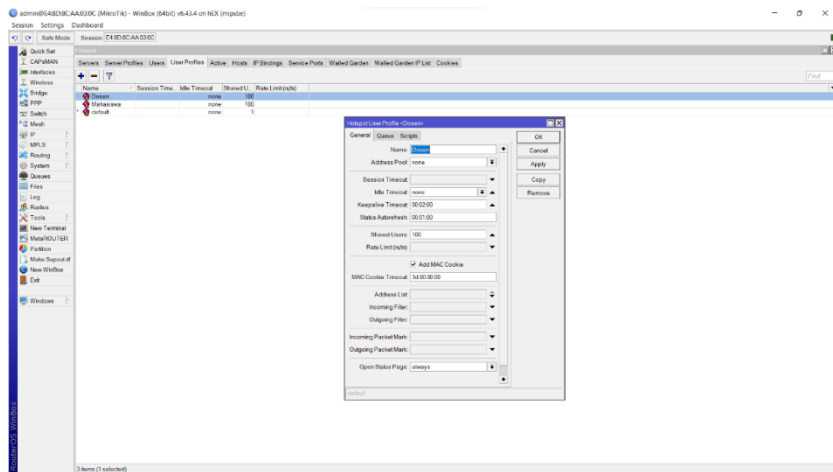 admin@E4:8D:8C:AA:03:0C (MikroTik) - WinBox (64bit) v6.43.4 on hEX (mipsbe)
Session Settings Dashboard
Safe Mode Session: E4:8D:8C:AA:03:0C
Quick Set
CAPsMAN
Interfaces
Wireless
Bridge
PPP
Switch
Mesh
IP
MPLS
Routing
System
Queues
Files
Log
Radius
Tools
New Terminal
MetaROUTER
Partition
Make Supout.rif
New WinBox
Exit
Windows
RouterOS WinBox
Hotspot
Servers Server Profiles Users User Profiles Active Hosts IP Bindings Service Ports Walled Garden Walled Garden IP List Cookies
Find
Name Session Time... Idle Timeout Shared U... Rate Limit (rx/tx)
Dosen none 100
Mahasiswa none 100
* default none 1
3 items (1 selected)
Hotspot User Profile <Dosen>
General Queue Scripts
Name: Dosen
Address Pool: none
Session Timeout:
Idle Timeout: none
Keepalive Timeout: 00:02:00
Status Autorefresh: 00:01:00
Shared Users: 100
Rate Limit (rx/tx):
Add MAC Cookie
MAC Cookie Timeout: 3d 00:00:00
Address List:
Incoming Filter:
Outgoing Filter:
Incoming Packet Mark:
Outgoing Packet Mark:
Open Status Page: always
default
OK
Cancel
Apply
Copy
Remove